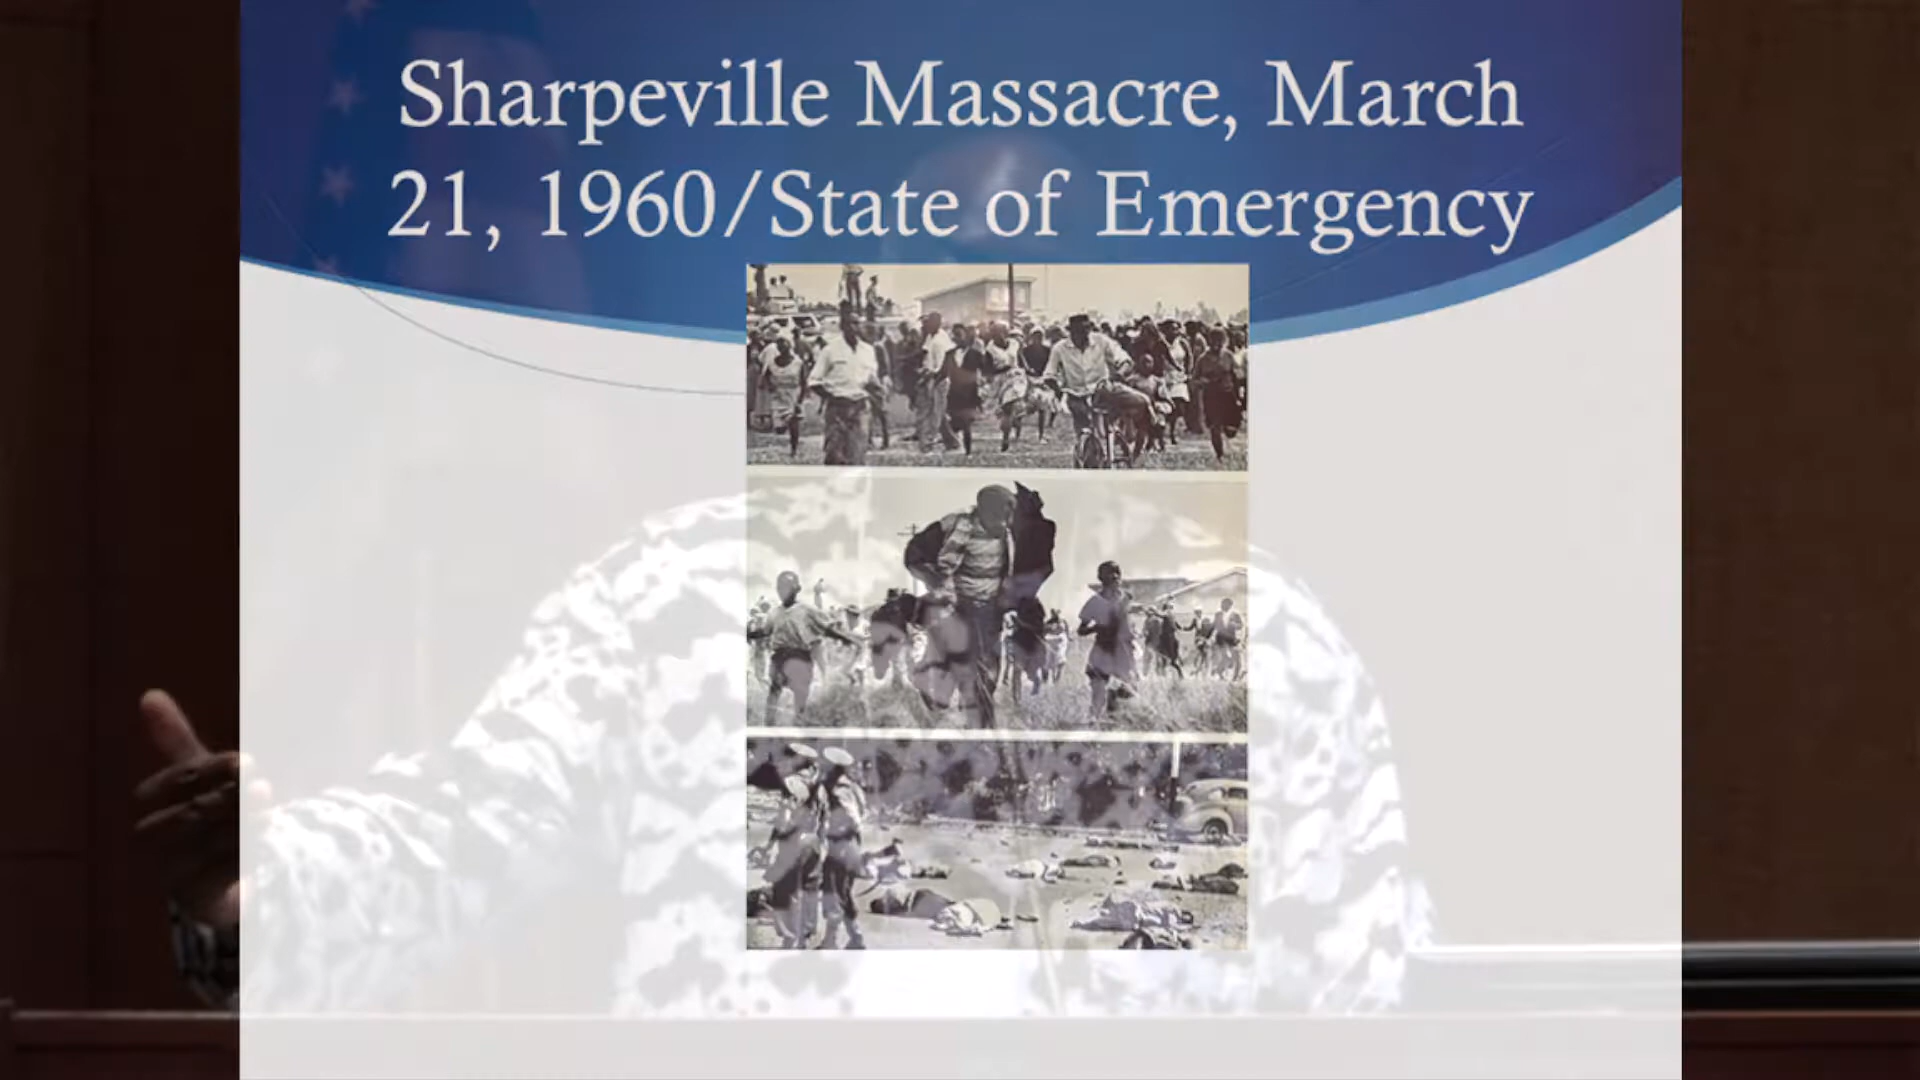 Sharpeville Massacre, March
21, 1960/State of Emergency